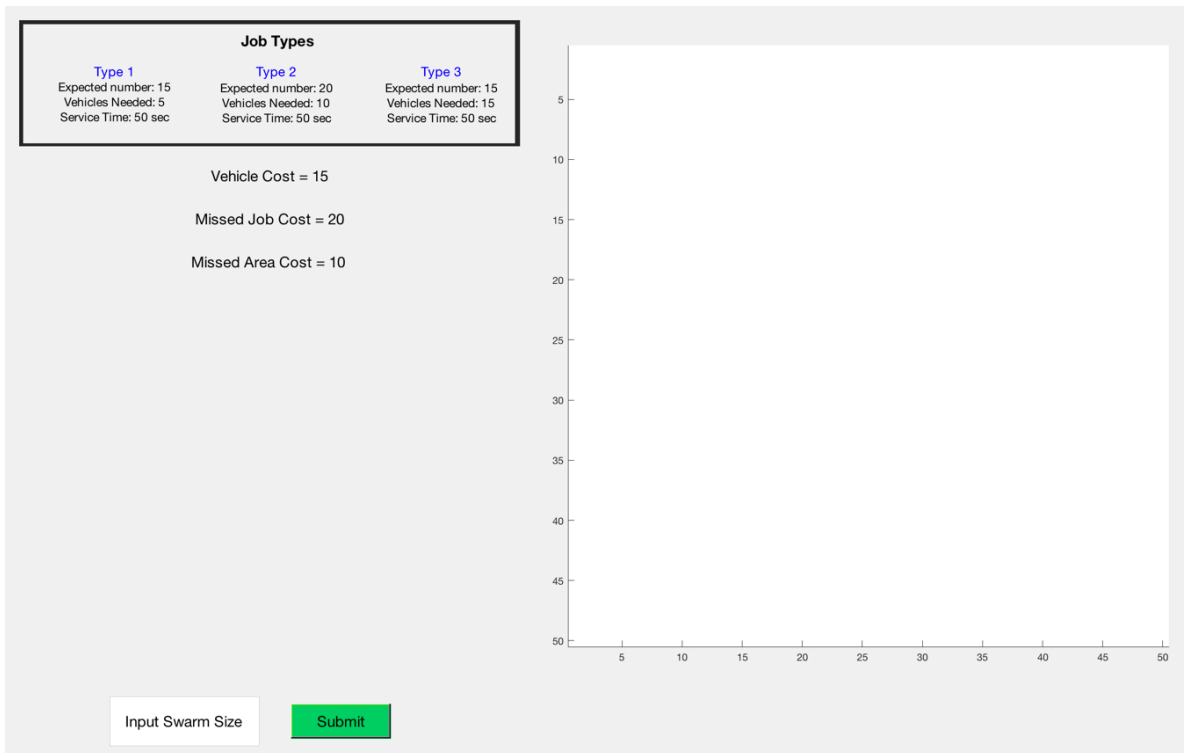 Job Types
Type 1
Expected number: 15
Vehicles Needed: 5
Service Time: 50 sec
Type 2
Expected number: 20
Vehicles Needed: 10
Service Time: 50 sec
Type 3
Expected number: 15
Vehicles Needed: 15
Service Time: 50 sec
Vehicle Cost = 15
Missed Job Cost = 20
Missed Area Cost = 10
Input Swarm Size
Submit
5
10
15
20
25
30
35
40
45
50
5 10 15 20 25 30 35 40 45 50